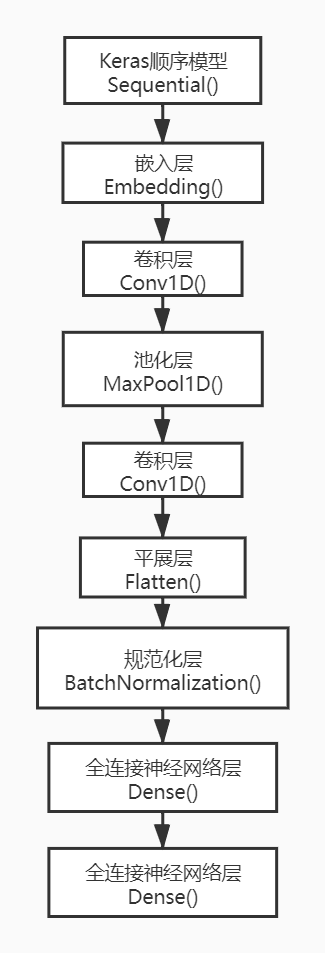 Keras顺序模型
Sequential()
嵌入层
Embedding()
卷积层
Conv1D()
池化层
MaxPool1D()
卷积层
Conv1D()
平展层
Flatten()
规范化层
BatchNormalization()
全连接神经网络层
Dense()
全连接神经网络层
Dense()